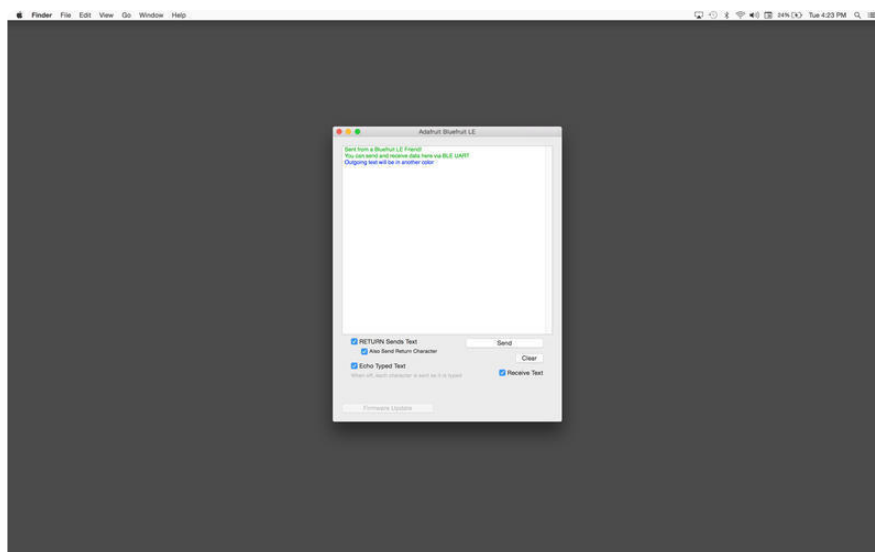 Finder File Edit View Go Window Help 24% Tue 4:23 PM
Adafruit Bluefruit LE
Sent from a Bluefruit LE Friend!
You can send and receive data here via BLE UART
Outgoing text will be in another color
RETURN Sends Text
Send
Also Send Return Character
Clear
Echo Typed Text
Receive Text
When off, each character is sent as it is typed
Firmware Update